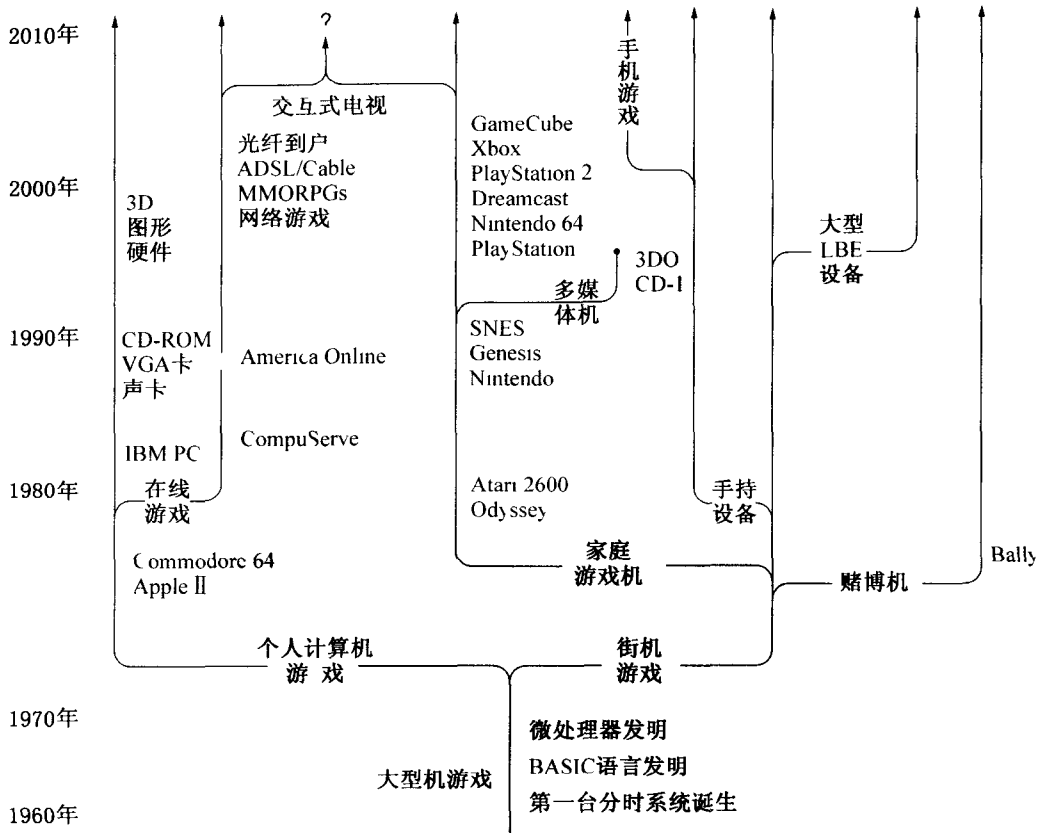 2010年
?
手机游戏
交互式电视
光纤到户
ADSL/Cable
MMORPGs
网络游戏
GameCube
Xbox
PlayStation 2
Dreamcast
Nintendo 64
PlayStation
2000年
3D
图形
硬件
大型
LBE
设备
3DO
CD-I
多媒
体机
1990年
CD-ROM
VGA卡
声卡
America Online
SNES
Genesis
Nintendo
IBM PC
CompuServe
1980年
在线
游戏
Atari 2600
Odyssey
手持
设备
Commodore 64
Apple II
家庭
游戏机
赌博机
Bally
个人计算机
游 戏
街机
游戏
1970年
微处理器发明
大型机游戏
BASIC语言发明
第一台分时系统诞生
1960年